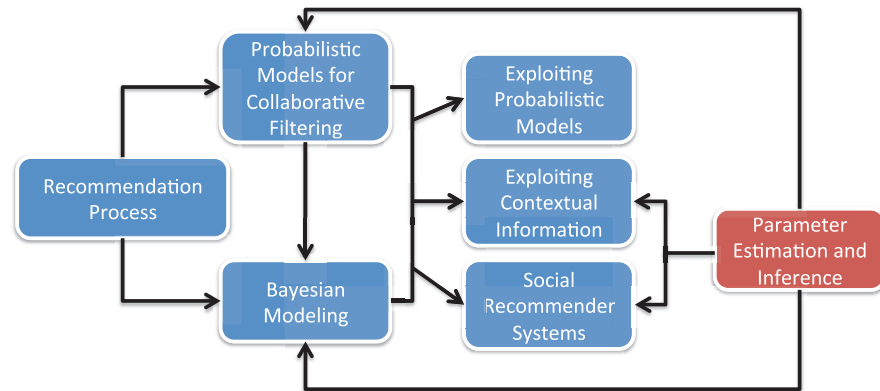 Probabilistic
Models for
Collaborative
Filtering
Exploiting
Probabilistic
Models
Recommendation
Process
Exploiting
Contextual
Information
Parameter
Estimation and
Inference
Bayesian
Modeling
Social
Recommender
Systems